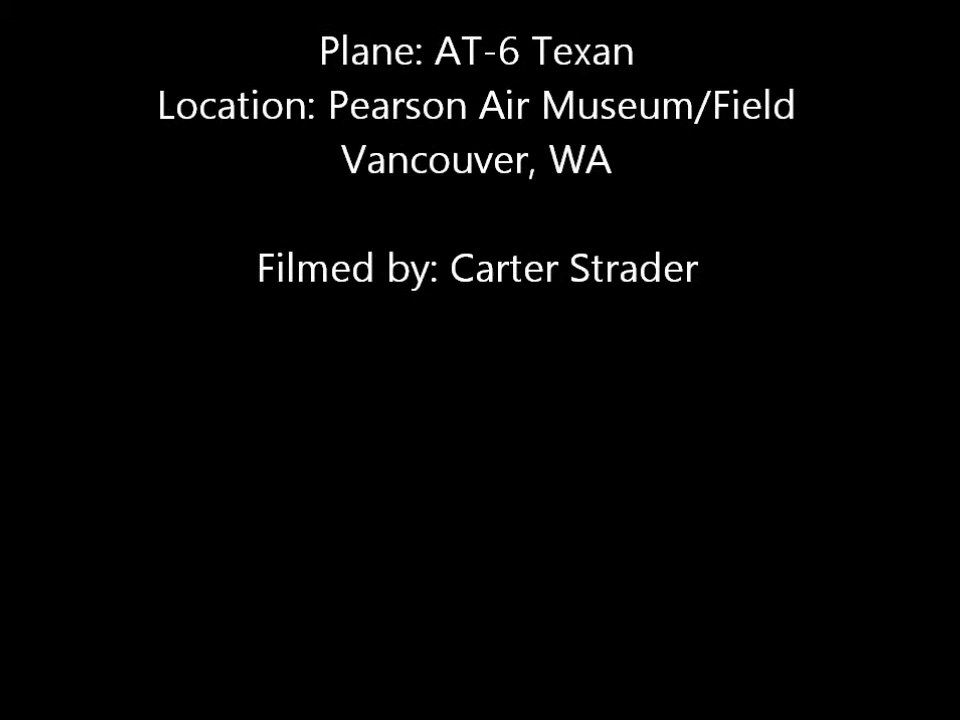 Plane: AT-6 Texan
Location: Pearson Air Museum/Field
Vancouver, WA
Filmed by: Carter Strader